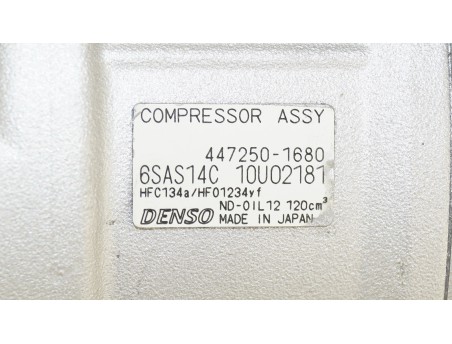 COMPRESSOR ASSY
447250-1680
6SAS14C 10U02181
HFC134a/HFO1234yf
ND-OIL12 120cm³
DENSO MADE IN JAPAN